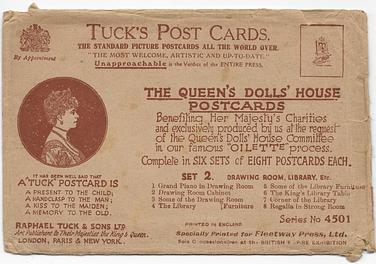 TUCK'S POST CARDS.
THE STANDARD PICTURE POSTCARDS ALL THE WORLD OVER.
"THE MOST WELCOME, ARTISTIC AND UP-TO-DATE.
Unapproachable is the Verdict of the ENTIRE PRESS.
By Appointment
THE QUEEN'S DOLLS' HOUSE
POSTCARDS
Benefiting Her Majesty's Charities
and exclusively produced by us at the request
of the Queen's Dolls' House Committee
in our famous "OILETTE" process.
Complete in SIX SETS of EIGHT POSTCARDS EACH.
SET 2. DRAWING ROOM, LIBRARY, Etc.
1 Grand Piano in Drawing Room
2 Drawing Room Cabinet
3 Some of the Drawing Room
4 The Library [Furniture
5 Some of the Library Furniture
6 The King's Library Table
7 Corner of the Library
8 Regalia in Strong Room
Series No 4501
IT HAS BEEN WELL SAID THAT
A "TUCK" POSTCARD IS
A PRESENT TO THE CHILD,
A HANDCLASP TO THE MAN;
A KISS TO THE MAIDEN;
A MEMORY TO THE OLD.
RAPHAEL TUCK & SONS LTD
Art Publishers to Their Majesties the King & Queen.
LONDON, PARIS & NEW YORK.
PRINTED IN ENGLAND
Specially Printed for Fleetway Press, Ltd.
Sole Concessionaires at the BRITISH EMPIRE EXHIBITION